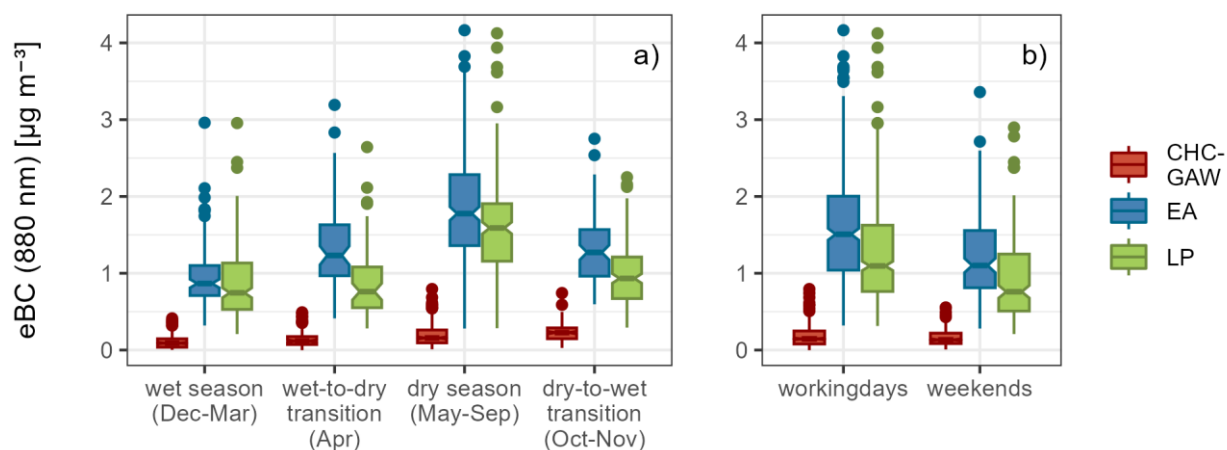 eBC (880 nm) [µg m⁻³]
4
3
2
1
0
a)
wet season
(Dec-Mar)
wet-to-dry
transition
(Apr)
dry season
(May-Sep)
dry-to-wet
transition
(Oct-Nov)
4
3
2
1
0
b)
workingdays
weekends
CHC-
GAW
EA
LP